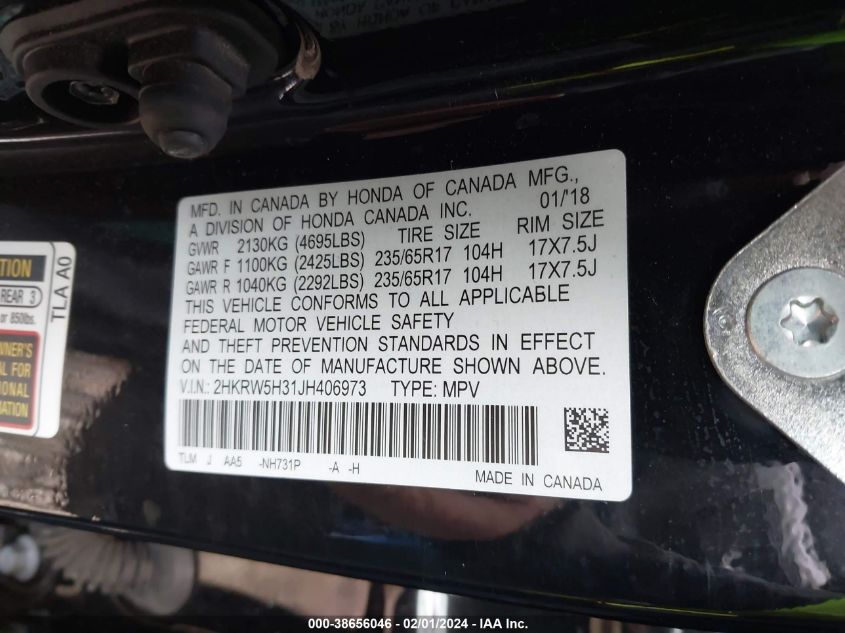 MFD. IN CANADA BY HONDA OF CANADA MFG.,
A DIVISION OF HONDA CANADA INC. 01/'18
GVWR 2130KG (4695LBS) TIRE SIZE RIM SIZE
GAWR F 1100KG (2425LBS) 235/65R17 104H 17X7.5J
GAWR R 1040KG (2292LBS) 235/65R17 104H 17X7.5J
THIS VEHICLE CONFORMS TO ALL APPLICABLE
FEDERAL MOTOR VEHICLE SAFETY
AND THEFT PREVENTION STANDARDS IN EFFECT
ON THE DATE OF MANUFACTURE SHOWN ABOVE.
V.I.N.: 2HKRW5H31JH406973 TYPE: MPV
TLM J AA5 -NH731P -A -H
MADE IN CANADA
REAR 3
or 850lbs.
TLA A0
000-38656046 - 02/01/2024 - IAA Inc.